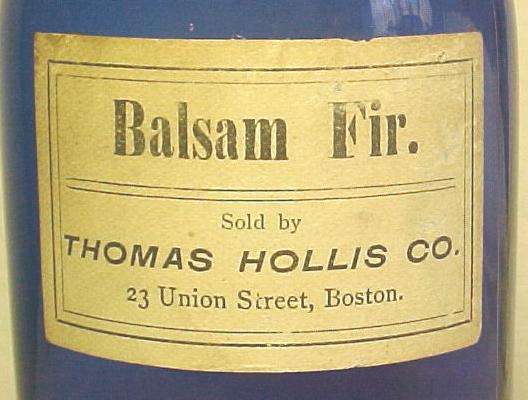 Balsam Fir.
Sold by
THOMAS HOLLIS CO.
23 Union Street, Boston.